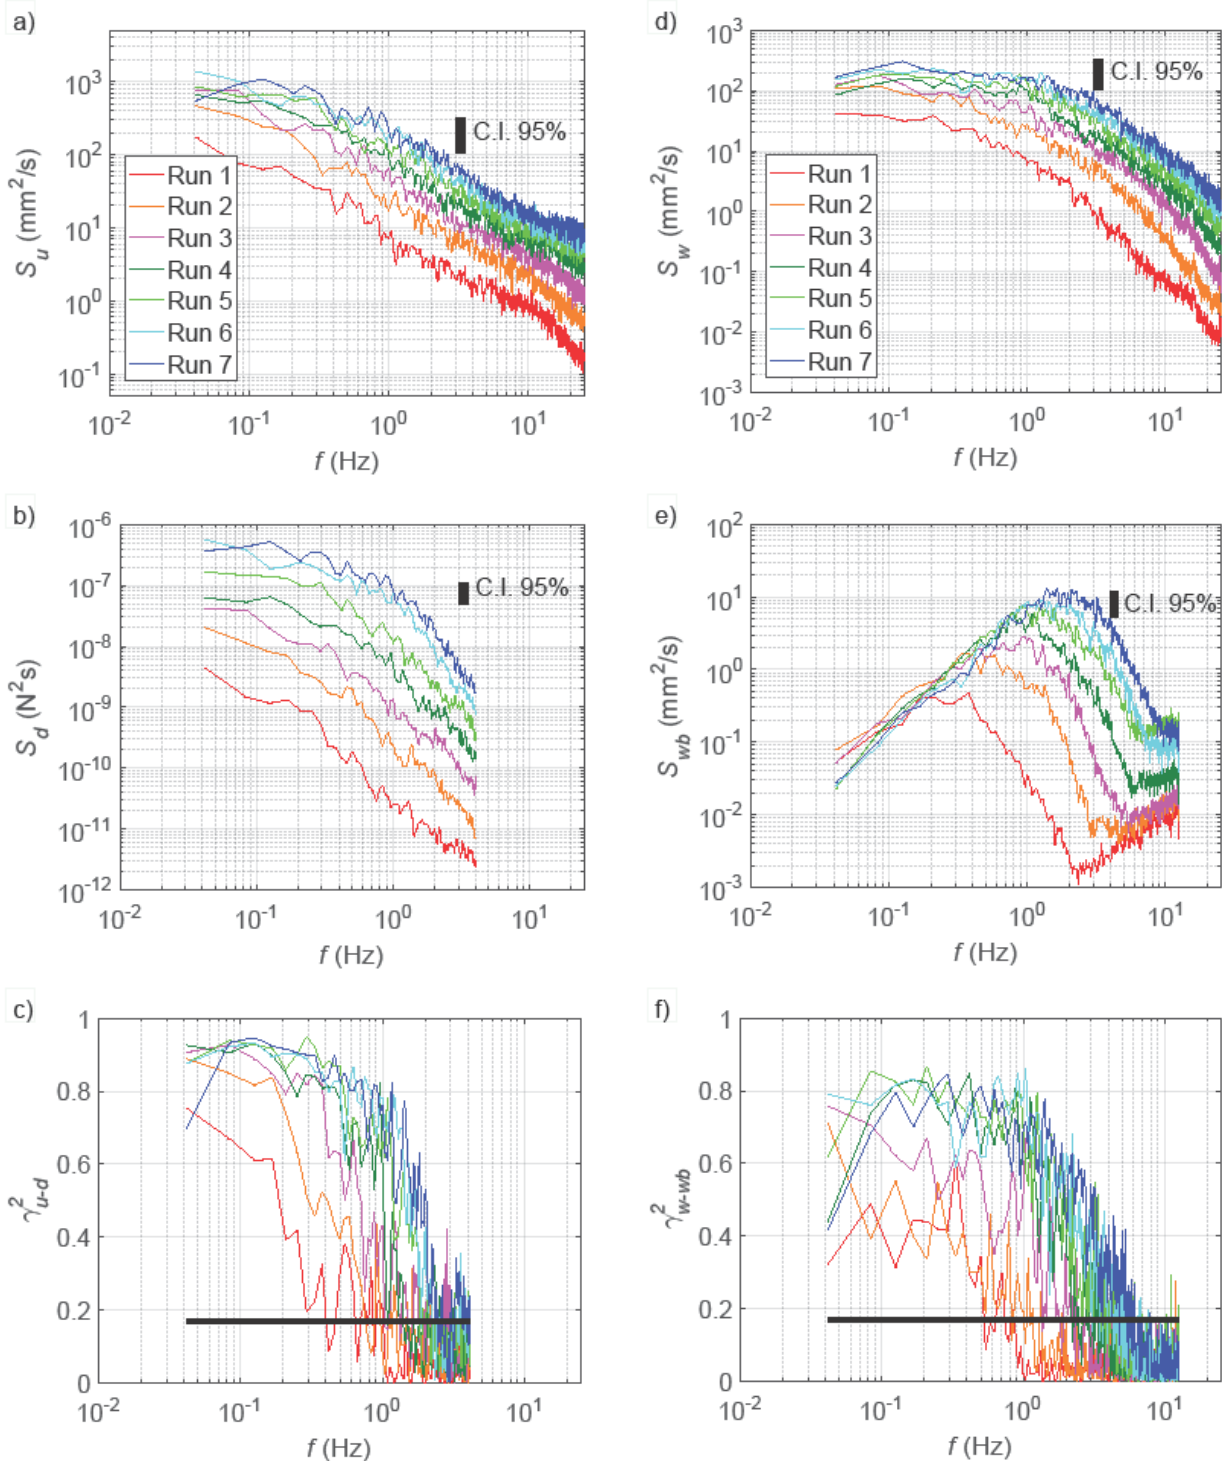 a)
10^3
10^2
10^1
10^0
10^-1
S_u (mm^2/s)
C.I. 95%
Run 1
Run 2
Run 3
Run 4
Run 5
Run 6
Run 7
10^-2
10^-1
10^0
10^1
f (Hz)
d)
10^3
10^2
10^1
10^0
10^-1
10^-2
10^-3
S_w (mm^2/s)
C.I. 95%
Run 1
Run 2
Run 3
Run 4
Run 5
Run 6
Run 7
10^-2
10^-1
10^0
10^1
f (Hz)
b)
10^-6
10^-7
10^-8
10^-9
10^-10
10^-11
10^-12
S_d (N^2s)
C.I. 95%
10^-2
10^-1
10^0
10^1
f (Hz)
e)
10^2
10^1
10^0
10^-1
10^-2
10^-3
S_wb (mm^2/s)
C.I. 95%
10^-2
10^-1
10^0
10^1
f (Hz)
c)
1
0.8
0.6
0.4
0.2
0
γ^2_u-d
10^-2
10^-1
10^0
10^1
f (Hz)
f)
1
0.8
0.6
0.4
0.2
0
γ^2_w-wb
10^-2
10^-1
10^0
10^1
f (Hz)